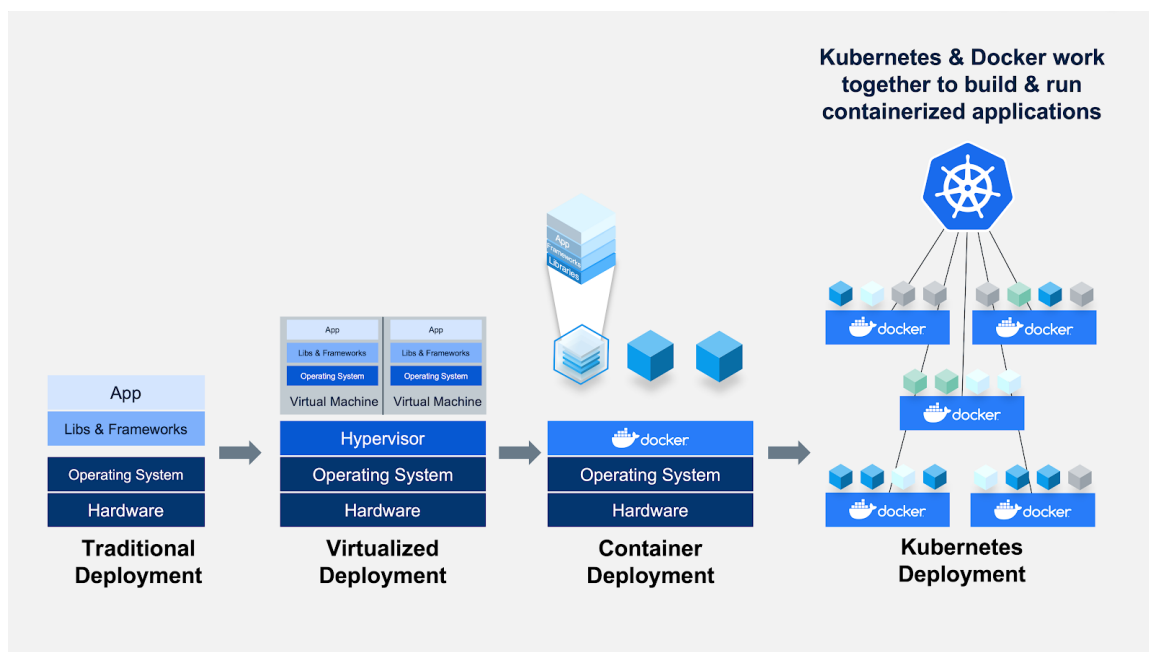 Kubernetes & Docker work
together to build & run
containerized applications
App
Frameworks
Libraries
docker
docker
App
Libs & Frameworks
Operating System
Virtual Machine
App
Libs & Frameworks
Operating System
Virtual Machine
docker
App
Libs & Frameworks
Operating System
Hardware
Hypervisor
Operating System
Hardware
docker
Operating System
Hardware
docker
docker
Traditional
Deployment
Virtualized
Deployment
Container
Deployment
Kubernetes
Deployment